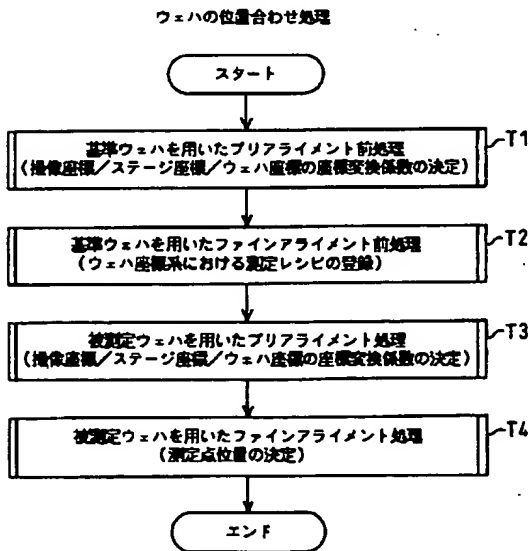 ウェハの位置合わせ処理
スタート
基準ウェハを用いたプリアライメント前処理
(撮像座標/ステージ座標/ウェハ座標の座標変換係数の決定)
T1
基準ウェハを用いたファインアライメント前処理
(ウェハ座標系における測定レシピの登録)
T2
被測定ウェハを用いたプリアライメント処理
(撮像座標/ステージ座標/ウェハ座標の座標変換係数の決定)
T3
被測定ウェハを用いたファインアライメント処理
(測定点位置の決定)
T4
エンド